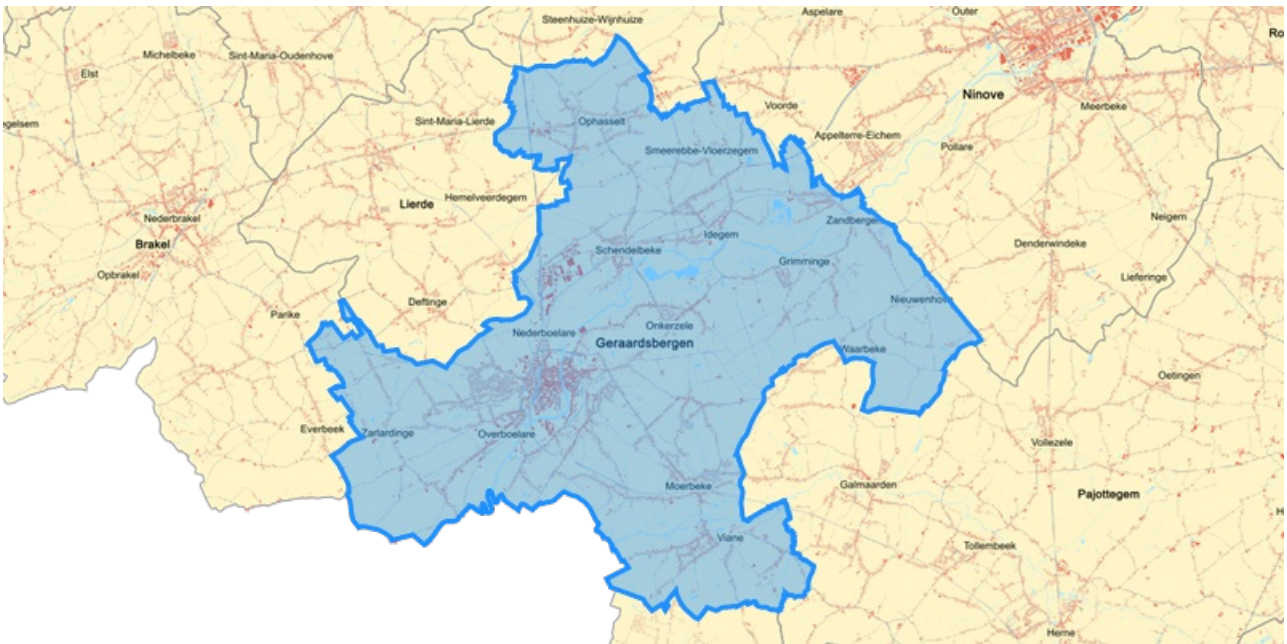 Steenhuize-Wijnhuize
Aspelare
Outer
Michelbeke
Sint-Maria-Oudenhove
Elst
Ninove
Voorde
Meerbeke
egelsem
Sint-Maria-Lierde
Ophasselt
Appelterre-Eichem
Pollare
Smeerebbe-Vloerzegem
Hemelveerdegem
Lierde
Nederbrakel
Neigem
Zandbergen
Brakel
Idegem
Denderwindeke
Schendelbeke
Grimminge
Opbrakel
Lieferinge
Deftinge
Nieuwenhove
Parike
Nederboelare
Onkerzele
Geraardsbergen
Waarbeke
Oetingen
Everbeek
Zarlardinge
Overboelare
Vollezele
Moerbeke
Galmaarden
Pajottegem
Viane
Tollembeek
Herne